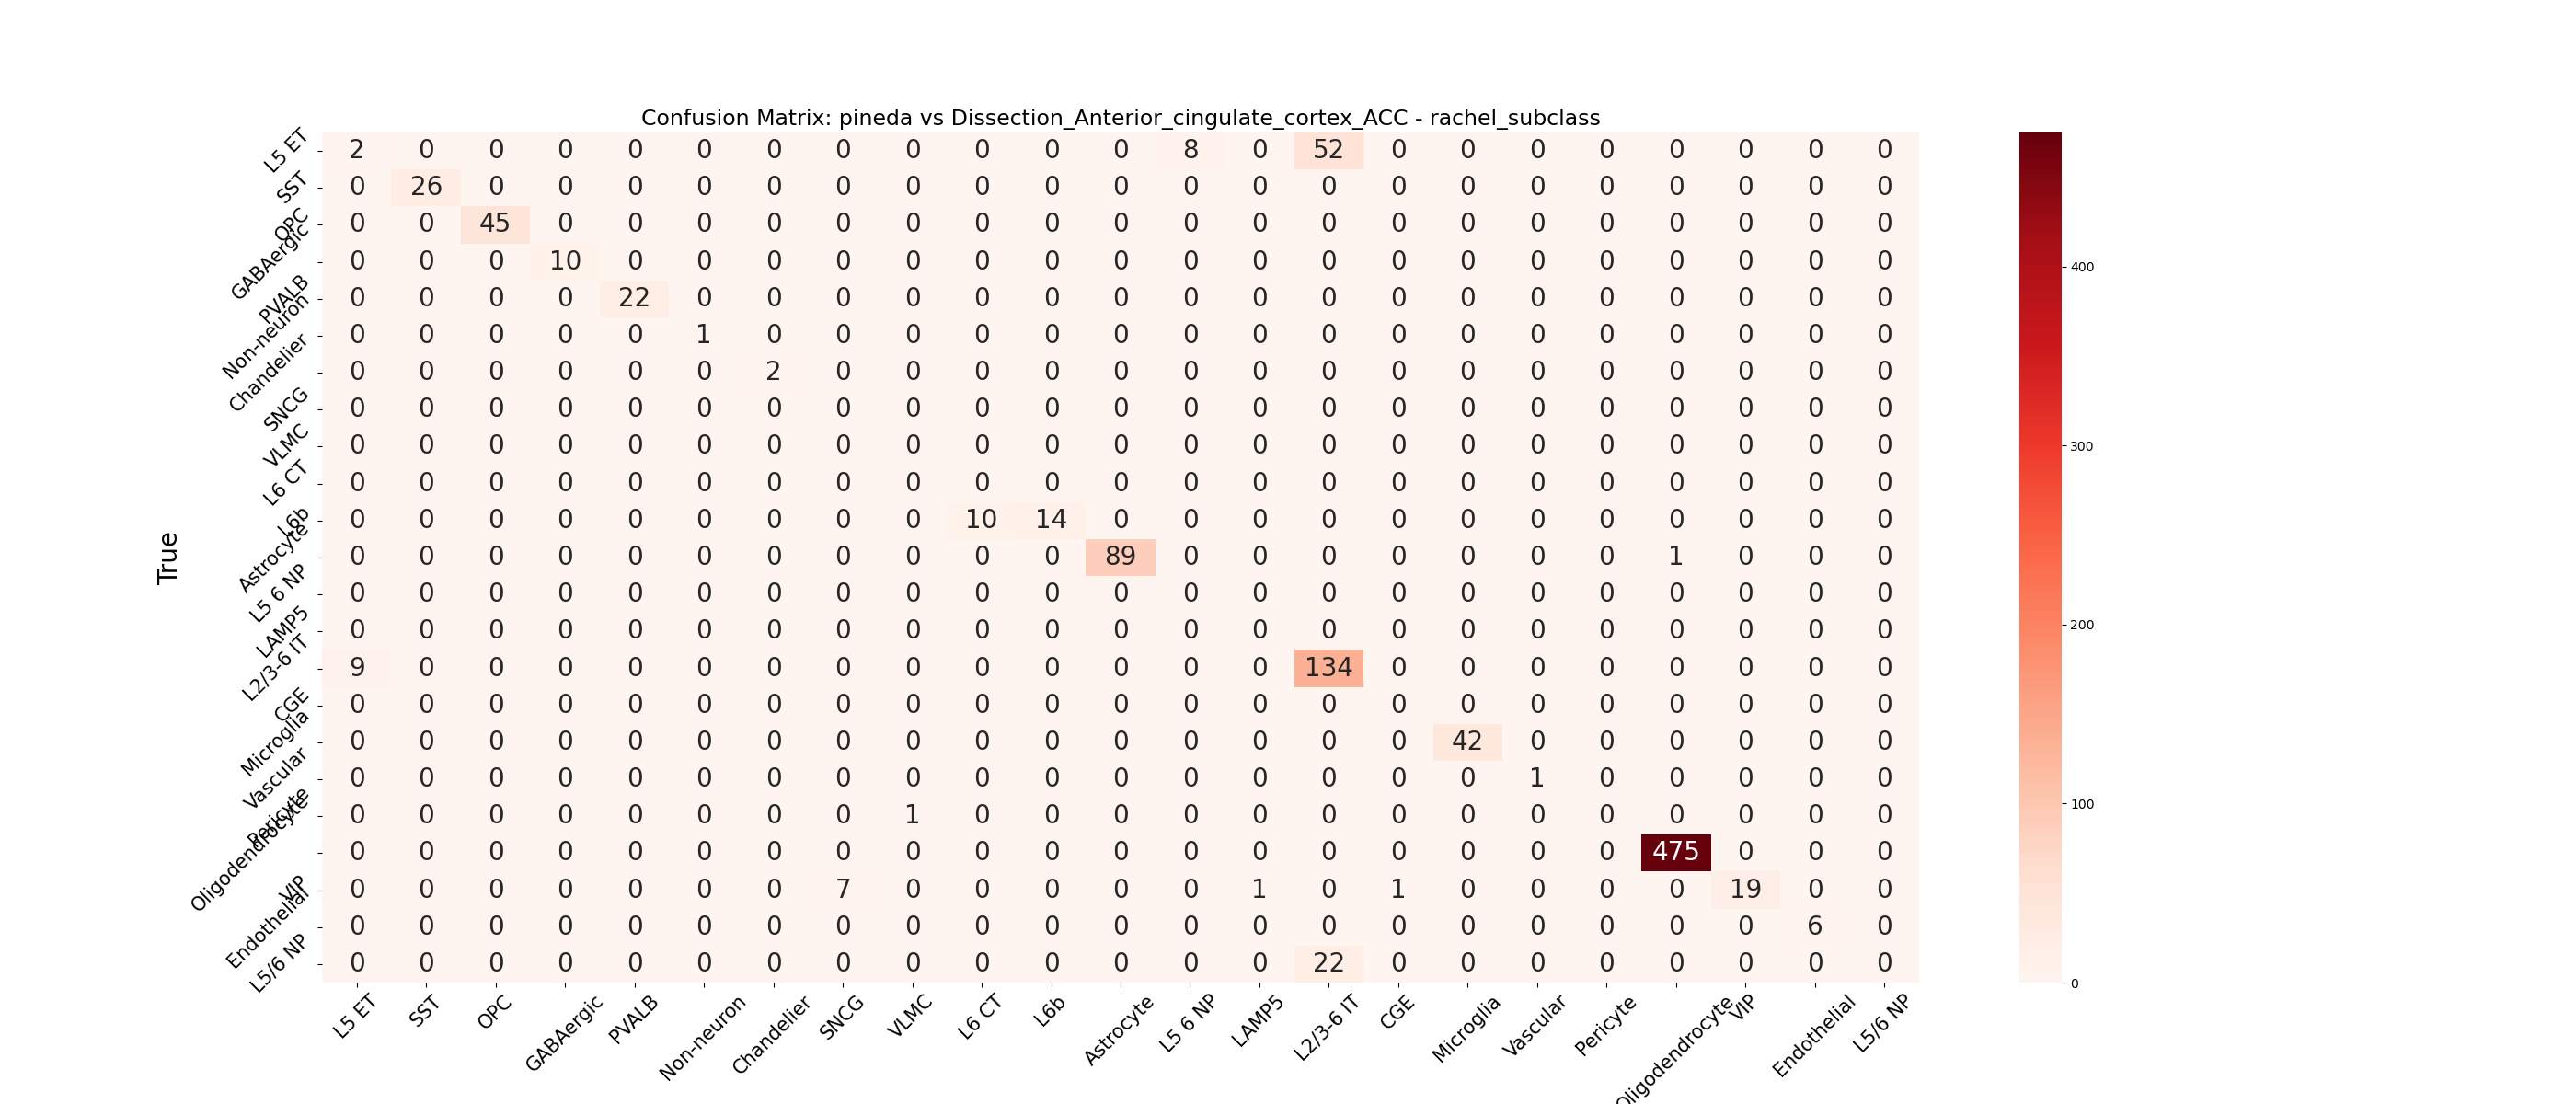 Confusion Matrix: pineda vs Dissection_Anterior_cingulate_cortex_ACC - rachel_subclass
True
L5 ET 2 0 0 0 0 0 0 0 0 0 0 0 8 0 52 0 0 0 0 0 0 0 0
SST 0 26 0 0 0 0 0 0 0 0 0 0 0 0 0 0 0 0 0 0 0 0 0
OPC 0 0 45 0 0 0 0 0 0 0 0 0 0 0 0 0 0 0 0 0 0 0 0
GABAergic 0 0 0 10 0 0 0 0 0 0 0 0 0 0 0 0 0 0 0 0 0 0 0
PVALB 0 0 0 0 22 0 0 0 0 0 0 0 0 0 0 0 0 0 0 0 0 0 0
Non-neuron 0 0 0 0 0 1 0 0 0 0 0 0 0 0 0 0 0 0 0 0 0 0 0
Chandelier 0 0 0 0 0 0 2 0 0 0 0 0 0 0 0 0 0 0 0 0 0 0 0
SNCG 0 0 0 0 0 0 0 0 0 0 0 0 0 0 0 0 0 0 0 0 0 0 0
VLMC 0 0 0 0 0 0 0 0 0 0 0 0 0 0 0 0 0 0 0 0 0 0 0
L6 CT 0 0 0 0 0 0 0 0 0 0 0 0 0 0 0 0 0 0 0 0 0 0 0
L6b 0 0 0 0 0 0 0 0 0 10 14 0 0 0 0 0 0 0 0 0 0 0 0
Astrocyte 0 0 0 0 0 0 0 0 0 0 0 89 0 0 0 0 0 0 0 1 0 0 0
L5 6 NP 0 0 0 0 0 0 0 0 0 0 0 0 0 0 0 0 0 0 0 0 0 0 0
LAMP5 0 0 0 0 0 0 0 0 0 0 0 0 0 0 0 0 0 0 0 0 0 0 0
L2/3-6 IT 9 0 0 0 0 0 0 0 0 0 0 0 0 0 134 0 0 0 0 0 0 0 0
CGE 0 0 0 0 0 0 0 0 0 0 0 0 0 0 0 0 0 0 0 0 0 0 0
Microglia 0 0 0 0 0 0 0 0 0 0 0 0 0 0 0 0 42 0 0 0 0 0 0
Vascular 0 0 0 0 0 0 0 0 0 0 0 0 0 0 0 0 0 1 0 0 0 0 0
Pericyte 0 0 0 0 0 0 0 0 1 0 0 0 0 0 0 0 0 0 0 0 0 0 0
Oligodendrocyte 0 0 0 0 0 0 0 0 0 0 0 0 0 0 0 0 0 0 0 475 0 0 0
VIP 0 0 0 0 0 0 0 7 0 0 0 0 0 1 0 1 0 0 0 0 19 0 0
Endothelial 0 0 0 0 0 0 0 0 0 0 0 0 0 0 0 0 0 0 0 0 0 6 0
L5/6 NP 0 0 0 0 0 0 0 0 0 0 0 0 0 0 22 0 0 0 0 0 0 0 0
L5 ET SST OPC GABAergic PVALB Non-neuron Chandelier SNCG VLMC L6 CT L6b Astrocyte L5 6 NP LAMP5 L2/3-6 IT CGE Microglia Vascular Pericyte Oligodendrocyte VIP Endothelial L5/6 NP
400
300
200
100
0